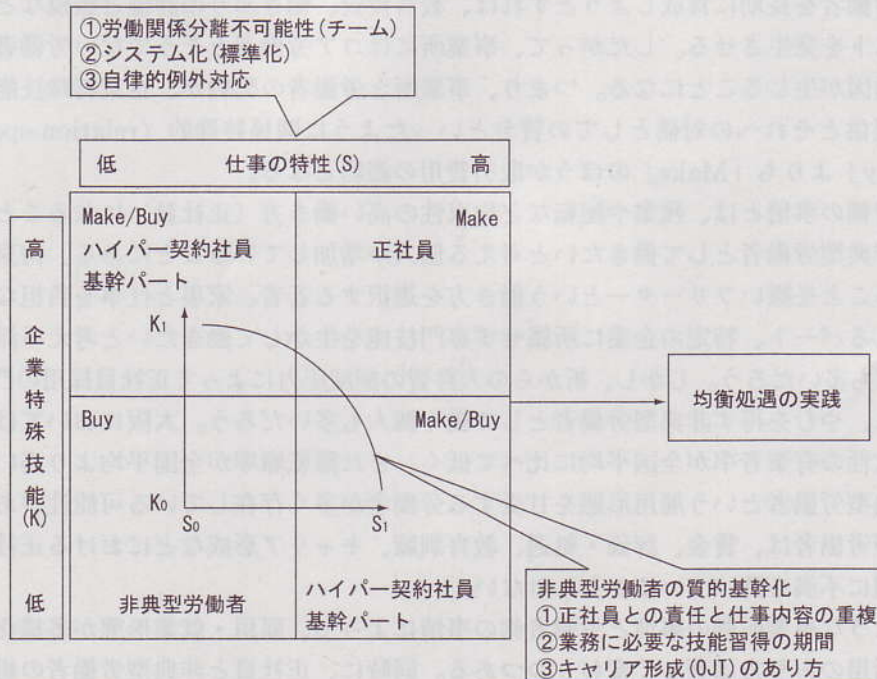 ①労働関係分離不可能性(チーム)
②システム化(標準化)
③自律的例外対応
低 仕事の特性(S) 高
高
企業特殊技能(K)
低
Make/Buy
ハイパー契約社員
基幹パート
Make
正社員
K1
Buy
Make/Buy
K0
S0
S1
非典型労働者
ハイパー契約社員
基幹パート
均衡処遇の実践
非典型労働者の質的基幹化
①正社員との責任と仕事内容の重複
②業務に必要な技能習得の期間
③キャリア形成(OJT)のあり方